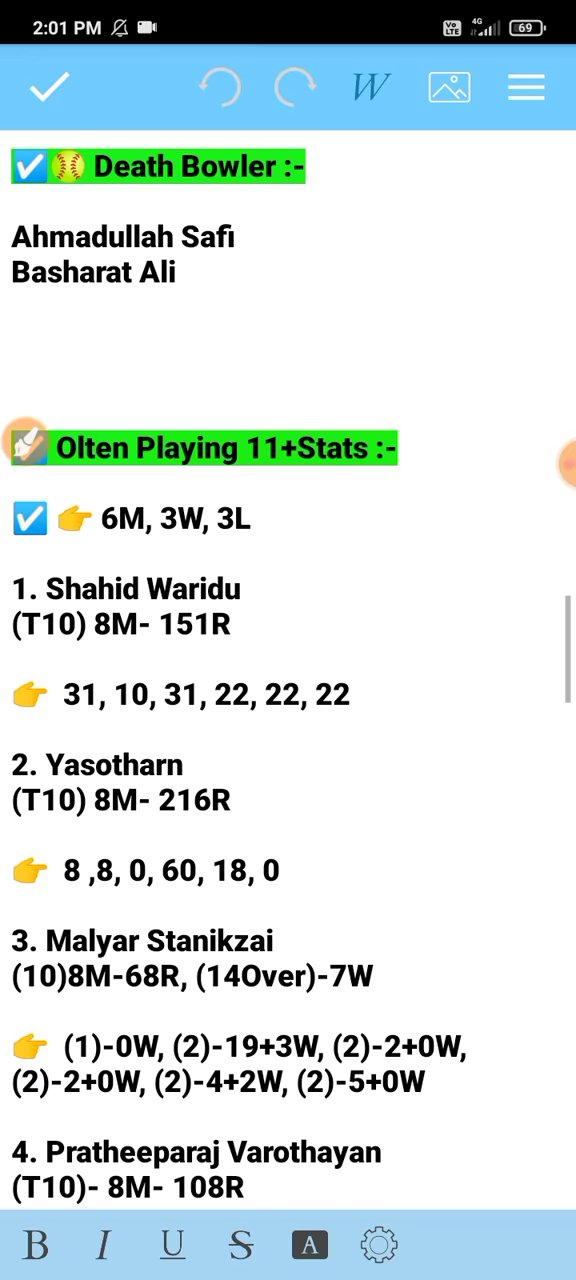 2:01 PM
Vo LTE 4G 69
W
✅⚾ Death Bowler :-
Ahmadullah Safi
Basharat Ali
Olten Playing 11+Stats :-
☑👉 6M, 3W, 3L
1. Shahid Waridu
(T10) 8M- 151R
👉 31, 10, 31, 22, 22, 22
2. Yasotharn
(T10) 8M- 216R
👉 8 ,8, 0, 60, 18, 0
3. Malyar Stanikzai
(10)8M-68R, (14Over)-7W
👉 (1)-0W, (2)-19+3W, (2)-2+0W,
(2)-2+0W, (2)-4+2W, (2)-5+0W
4. Pratheeparaj Varothayan
(T10)- 8M- 108R
B I U S A